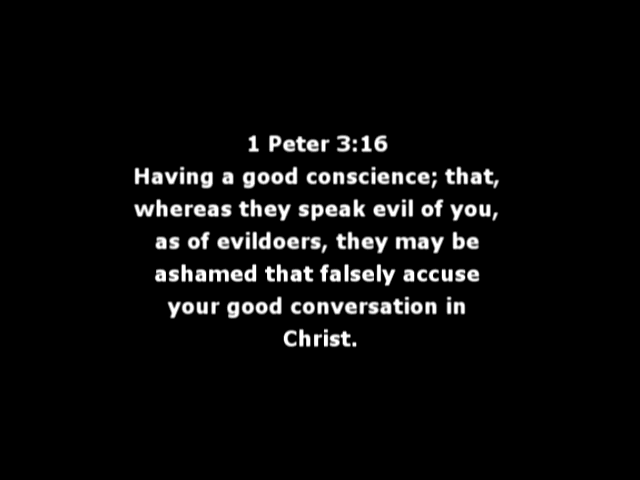 1 Peter 3:16
Having a good conscience; that,
whereas they speak evil of you,
as of evildoers, they may be
ashamed that falsely accuse
your good conversation in
Christ.